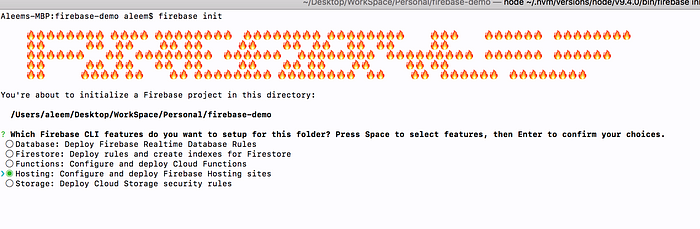 ~/Desktop/WorkSpace/Personal/firebase-demo — node ~/.nvm/versions/node/v9.4.0/bin/firebase ini
Aleems-MBP:firebase-demo aleem$ firebase init
You're about to initialize a Firebase project in this directory:
/Users/aleem/Desktop/WorkSpace/Personal/firebase-demo
? Which Firebase CLI features do you want to setup for this folder? Press Space to select features, then Enter to confirm your choices.
◯ Database: Deploy Firebase Realtime Database Rules
◯ Firestore: Deploy rules and create indexes for Firestore
◯ Functions: Configure and deploy Cloud Functions
❯◉ Hosting: Configure and deploy Firebase Hosting sites
◯ Storage: Deploy Cloud Storage security rules